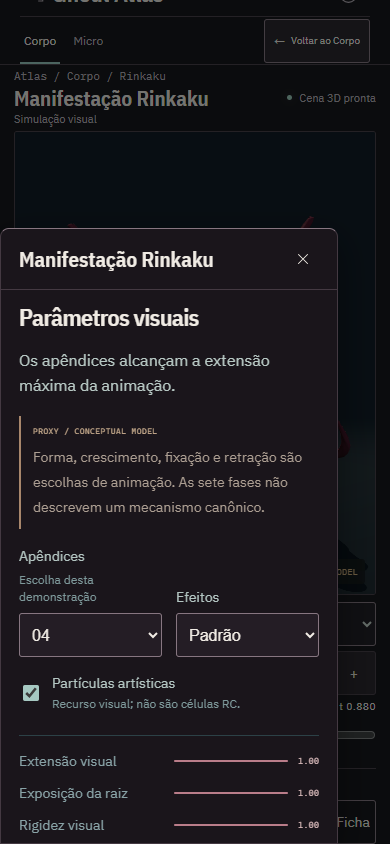 Corpo Micro ← Voltar ao Corpo
Atlas / Corpo / Rinkaku
Manifestação Rinkaku
Cena 3D pronta
Simulação visual
Manifestação Rinkaku ×
Parâmetros visuais
Os apêndices alcançam a extensão
máxima da animação.
PROXY / CONCEPTUAL MODEL
Forma, crescimento, fixação e retração são
escolhas de animação. As sete fases não
descrevem um mecanismo canônico.
Apêndices
Escolha desta
demonstração
Efeitos
04
Padrão
Partículas artísticas
Recurso visual; não são células RC.
Extensão visual 1.00
Exposição da raiz 1.00
Rigidez visual 1.00
+
t 0.880
Ficha